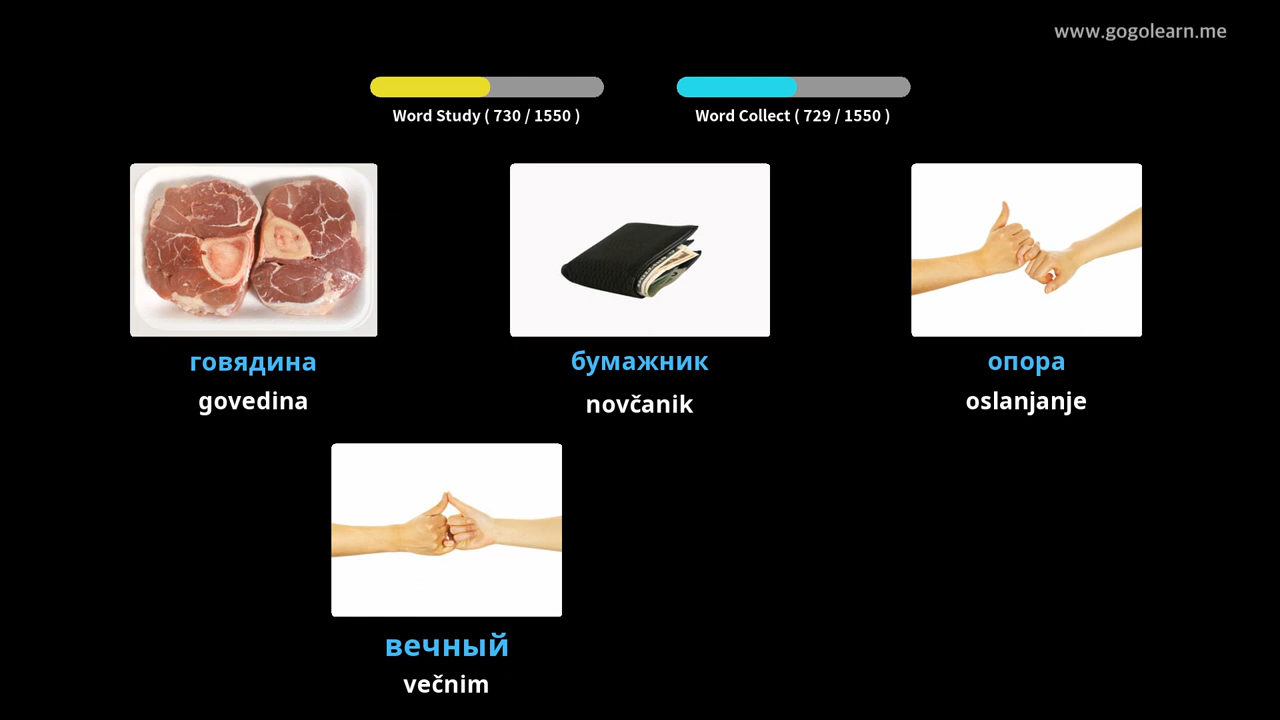 www.gogolearn.me
Word Study ( 730 / 1550 )
Word Collect ( 729 / 1550 )
говядина
govedina
бумажник
novčanik
опора
oslanjanje
вечный
večnim